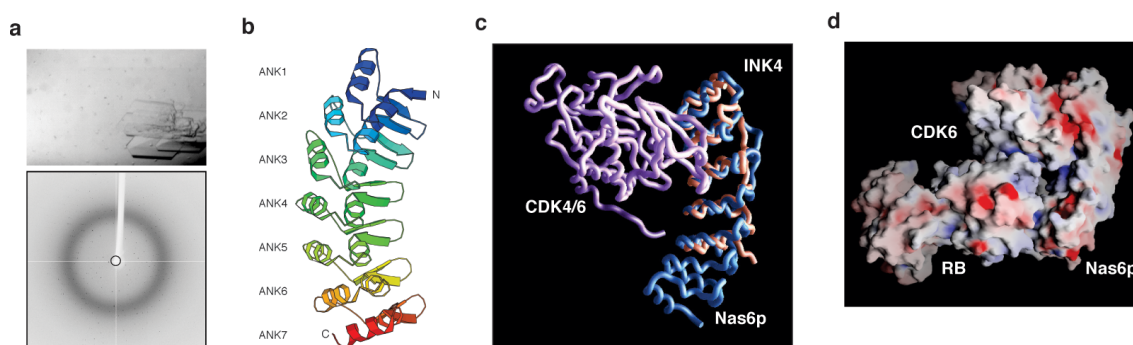 a
b
ANK1
N
ANK2
ANK3
ANK4
ANK5
ANK6
ANK7
C
c
INK4
CDK4/6
Nas6p
d
CDK6
RB
Nas6p